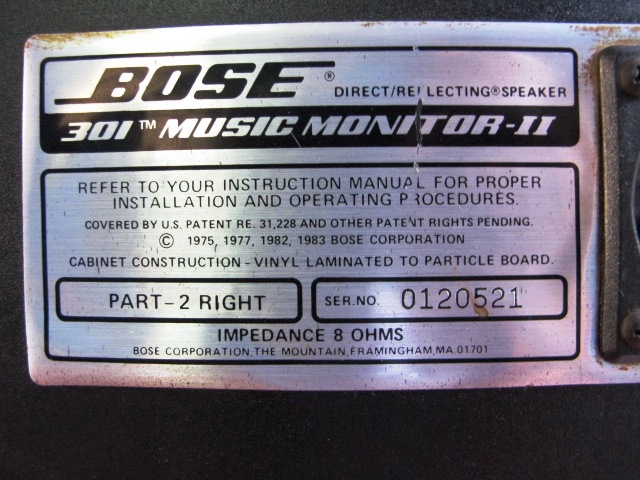 BOSE® DIRECT/REFLECTING® SPEAKER
301™ MUSIC MONITOR-II
REFER TO YOUR INSTRUCTION MANUAL FOR PROPER
INSTALLATION AND OPERATING PROCEDURES.
COVERED BY U.S. PATENT RE. 31,228 AND OTHER PATENT RIGHTS PENDING.
© 1975, 1977, 1982, 1983 BOSE CORPORATION
CABINET CONSTRUCTION - VINYL LAMINATED TO PARTICLE BOARD.
PART-2 RIGHT SER.NO. 0120521
IMPEDANCE 8 OHMS
BOSE CORPORATION, THE MOUNTAIN, FRAMINGHAM, MA. 01701